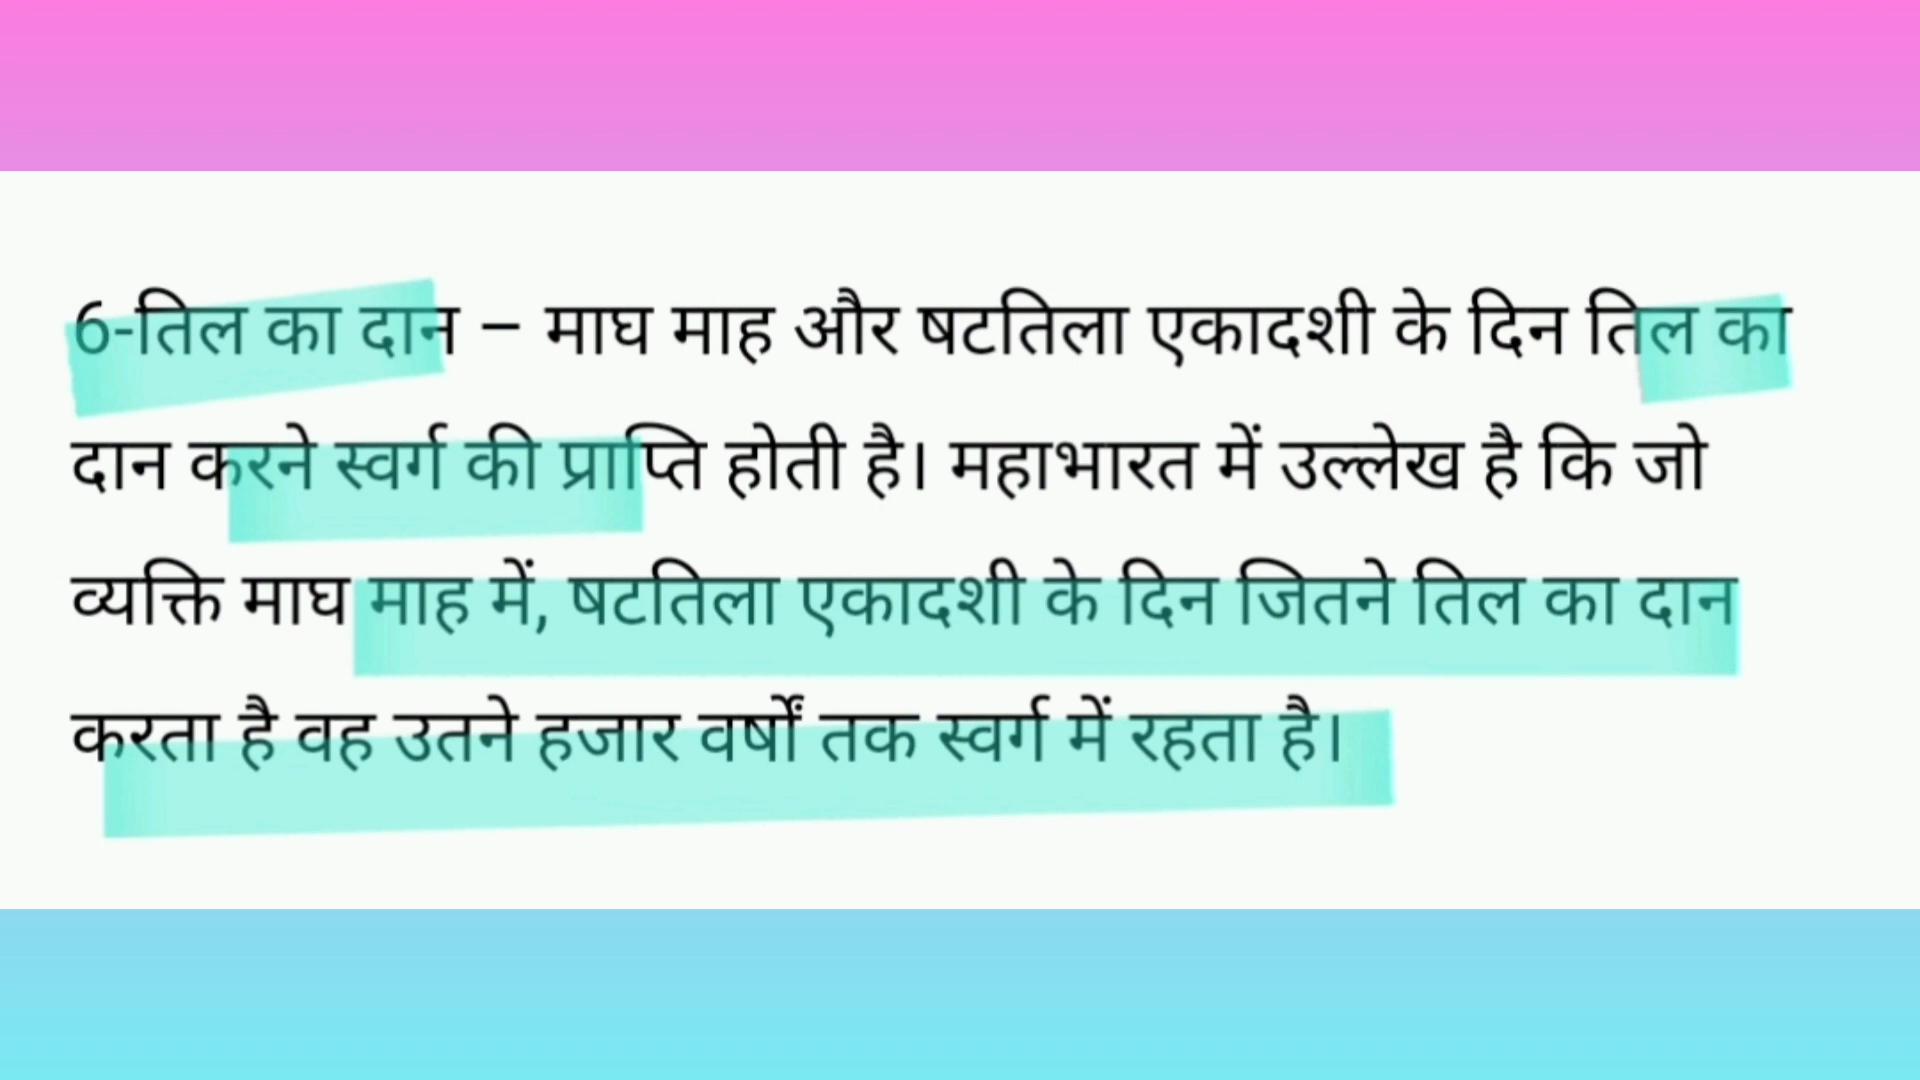 6-तिल का दान – माघ माह और षटतिला एकादशी के दिन तिल का
दान करने स्वर्ग की प्राप्ति होती है। महाभारत में उल्लेख है कि जो
व्यक्ति माघ माह में, षटतिला एकादशी के दिन जितने तिल का दान
करता है वह उतने हजार वर्षों तक स्वर्ग में रहता है।